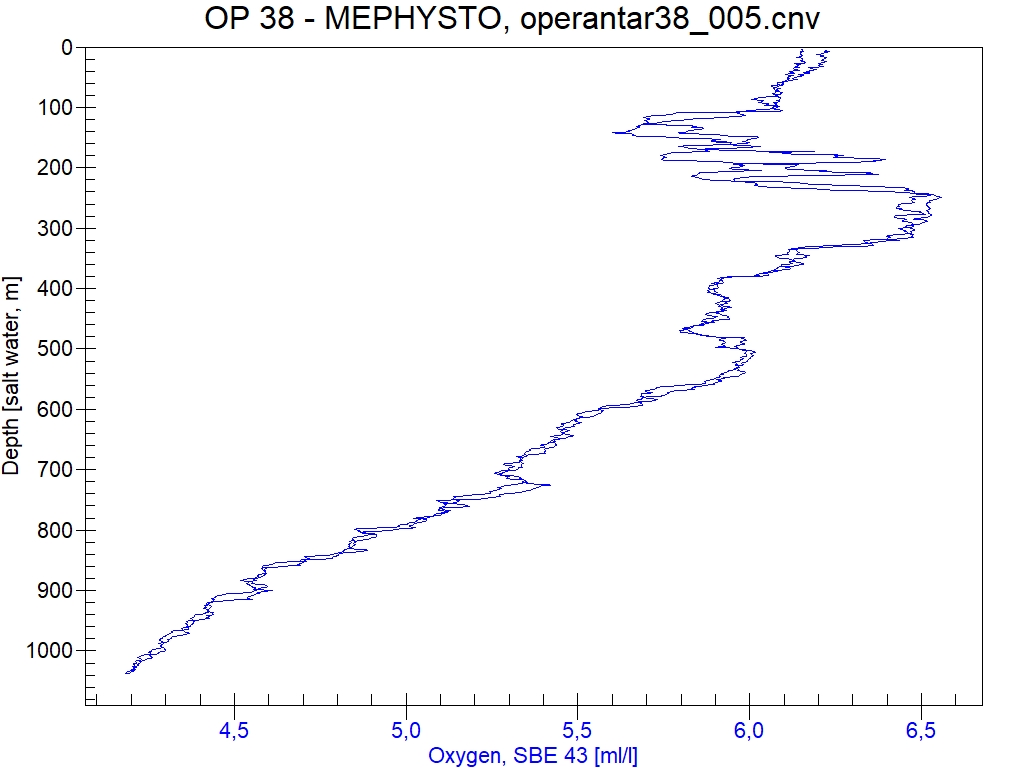 OP 38 - MEPHYSTO, operantar38_005.cnv
0
100
200
300
400
500
600
700
800
900
1000
Depth [salt water, m]
4,5 5,0 5,5 6,0 6,5
Oxygen, SBE 43 [ml/l]